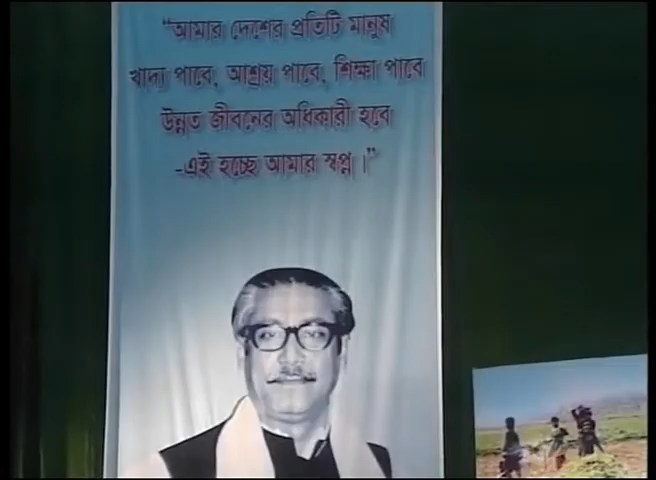 "আমার দেশের প্রতিটি মানুষ
খাদ্য পাবে, আশ্রয় পাবে, শিক্ষা পাবে
উন্নত জীবনের অধিকারী হবে
-এই হচ্ছে আমার স্বপ্ন।"